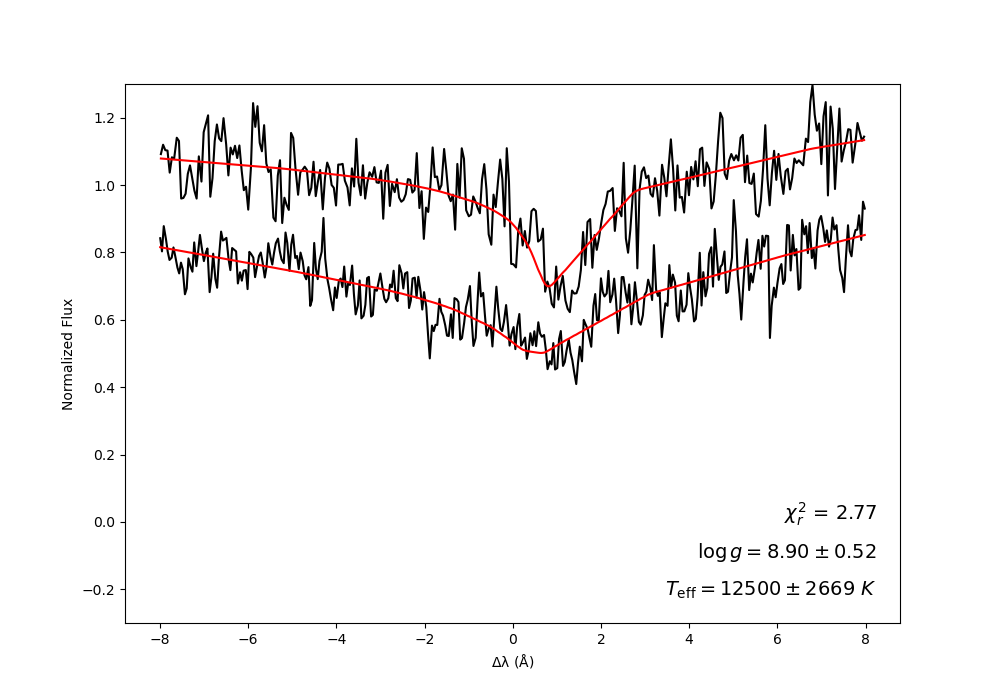 1.2
1.0
0.8
0.6
0.4
0.2
0.0
−0.2
Normalized Flux
χ²ᵣ = 2.77
log g = 8.90 ± 0.52
T_eff = 12500 ± 2669 K
−8 −6 −4 −2 0 2 4 6 8
Δλ (Å)